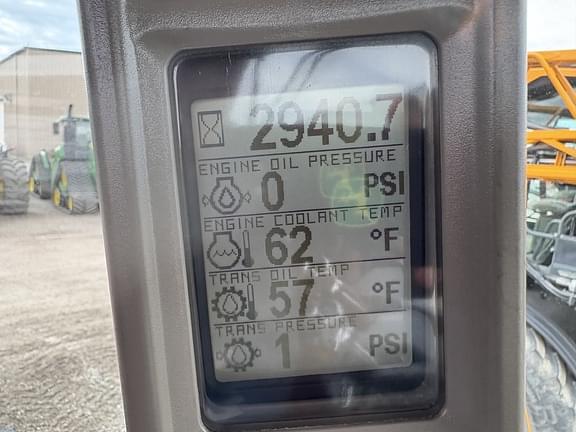 2940.7
ENGINE OIL PRESSURE
0 PSI
ENGINE COOLANT TEMP
62 °F
TRANS OIL TEMP
57 °F
TRANS PRESSURE
1 PSI